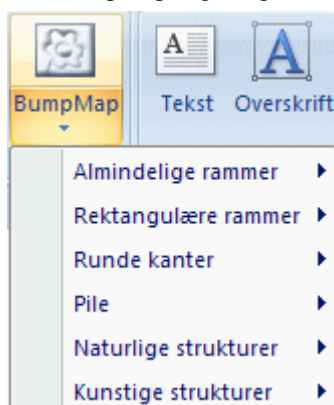 A A
BumpMap Tekst Overskrift
Almindelige rammer
Rektangulære rammer
Runde kanter
Pile
Naturlige strukturer
Kunstige strukturer